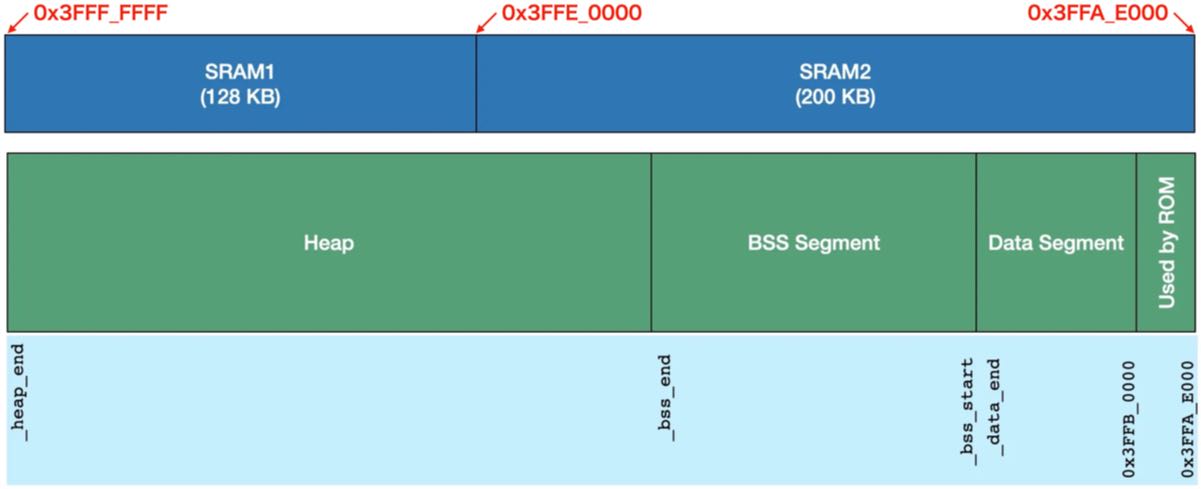 0x3FFF_FFFF
0x3FFE_0000
0x3FFA_E000
SRAM1
(128 KB)
SRAM2
(200 KB)
Heap
BSS Segment
Data Segment
Used by ROM
_heap_end
_bss_end
_bss_start
_data_end
0x3FFB_0000
0x3FFA_E000